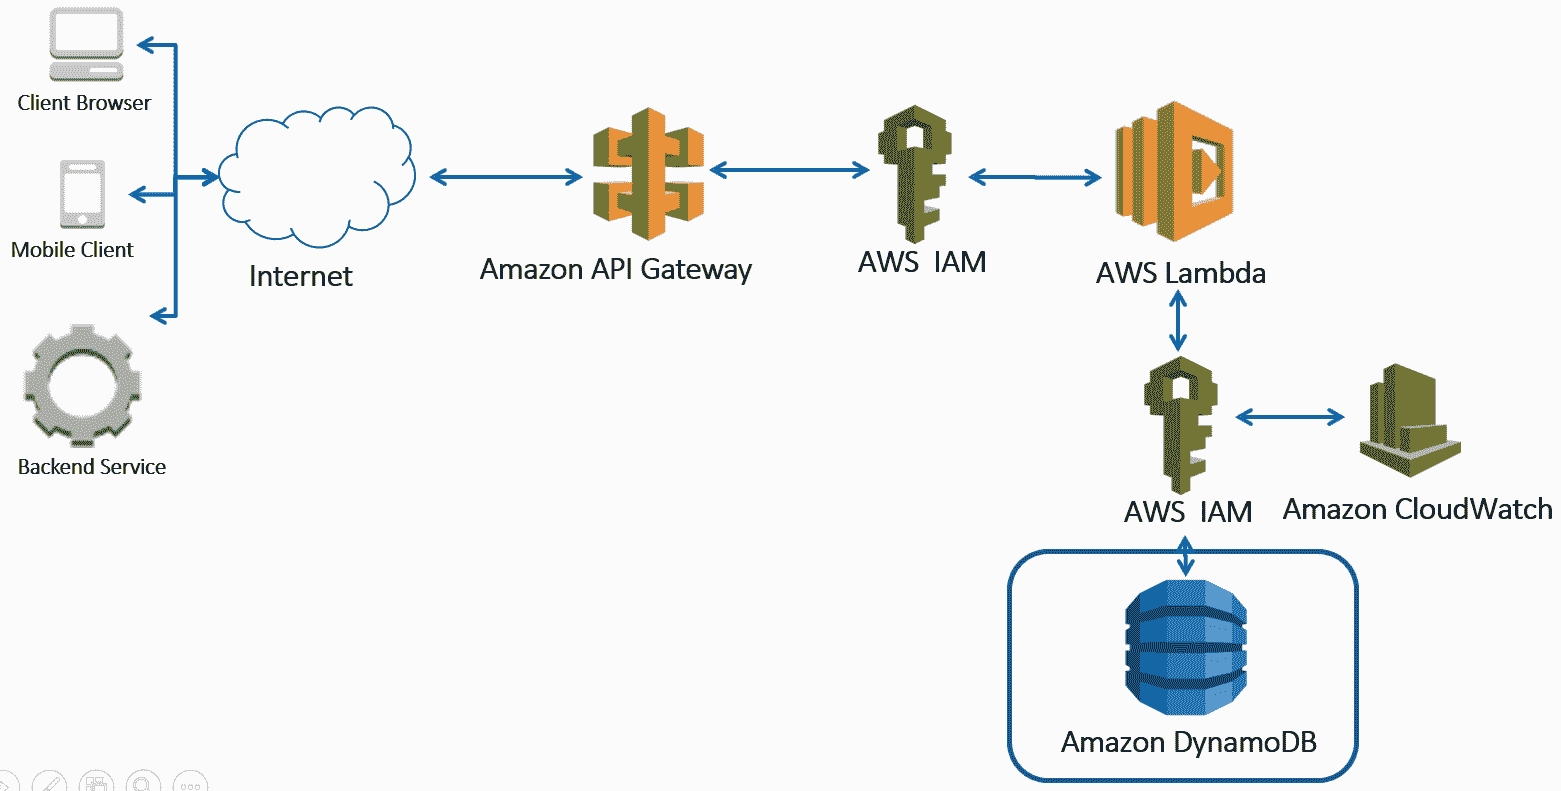 Client Browser
Mobile Client
Backend Service
Internet
Amazon API Gateway
AWS IAM
AWS Lambda
AWS IAM
Amazon CloudWatch
Amazon DynamoDB